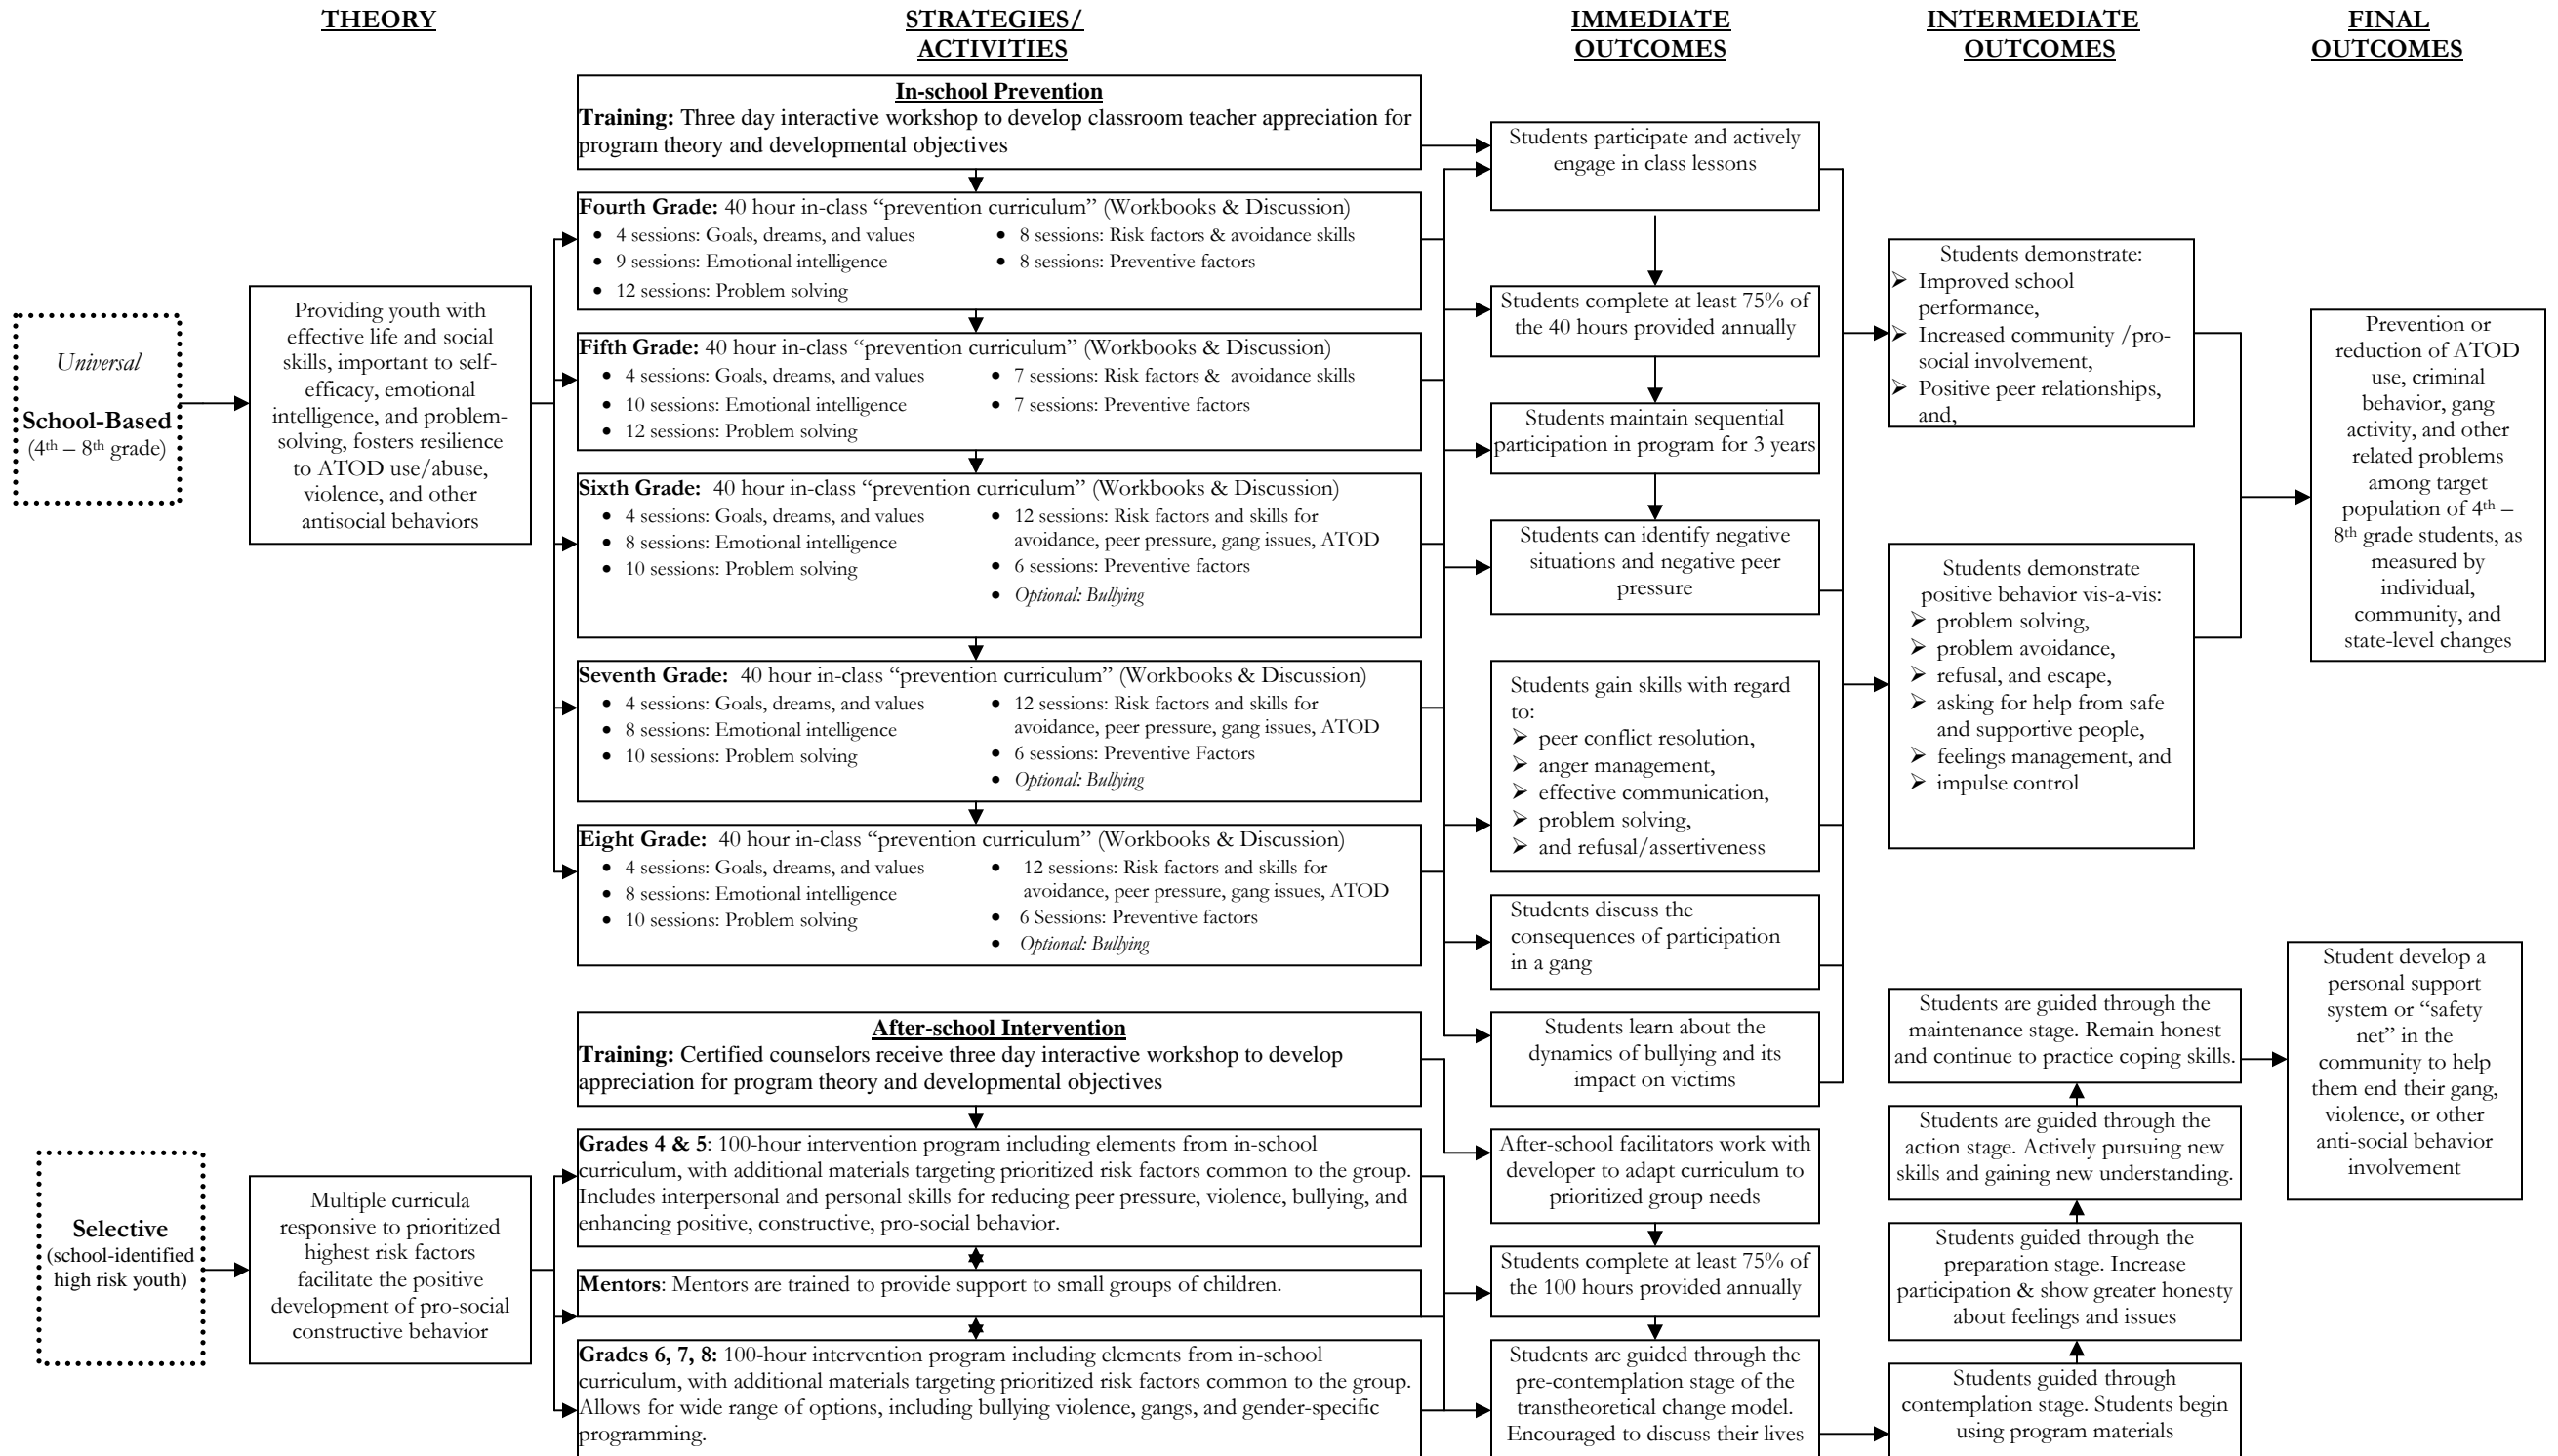 THEORY
STRATEGIES/
ACTIVITIES
IMMEDIATE
OUTCOMES
INTERMEDIATE
OUTCOMES
FINAL
OUTCOMES
Universal
School-Based
(4th – 8th grade)
Providing youth with
effective life and social
skills, important to self-
efficacy, emotional
intelligence, and problem-
solving, fosters resilience
to ATOD use/abuse,
violence, and other
antisocial behaviors
In-school Prevention
Training: Three day interactive workshop to develop classroom teacher appreciation for
program theory and developmental objectives
Fourth Grade: 40 hour in-class “prevention curriculum” (Workbooks & Discussion)
• 4 sessions: Goals, dreams, and values
• 9 sessions: Emotional intelligence
• 12 sessions: Problem solving
• 8 sessions: Risk factors & avoidance skills
• 8 sessions: Preventive factors
Fifth Grade: 40 hour in-class “prevention curriculum” (Workbooks & Discussion)
• 4 sessions: Goals, dreams, and values
• 10 sessions: Emotional intelligence
• 12 sessions: Problem solving
• 7 sessions: Risk factors & avoidance skills
• 7 sessions: Preventive factors
Sixth Grade: 40 hour in-class “prevention curriculum” (Workbooks & Discussion)
• 4 sessions: Goals, dreams, and values
• 8 sessions: Emotional intelligence
• 10 sessions: Problem solving
• 12 sessions: Risk factors and skills for
avoidance, peer pressure, gang issues, ATOD
• 6 sessions: Preventive factors
• Optional: Bullying
Seventh Grade: 40 hour in-class “prevention curriculum” (Workbooks & Discussion)
• 4 sessions: Goals, dreams, and values
• 8 sessions: Emotional intelligence
• 10 sessions: Problem solving
• 12 sessions: Risk factors and skills for
avoidance, peer pressure, gang issues, ATOD
• 6 sessions: Preventive Factors
• Optional: Bullying
Eight Grade: 40 hour in-class “prevention curriculum” (Workbooks & Discussion)
• 4 sessions: Goals, dreams, and values
• 8 sessions: Emotional intelligence
• 10 sessions: Problem solving
• 12 sessions: Risk factors and skills for
avoidance, peer pressure, gang issues, ATOD
• 6 Sessions: Preventive factors
• Optional: Bullying
Students participate and actively
engage in class lessons
Students complete at least 75% of
the 40 hours provided annually
Students maintain sequential
participation in program for 3 years
Students can identify negative
situations and negative peer
pressure
Students gain skills with regard
to:
➢ peer conflict resolution,
➢ anger management,
➢ effective communication,
➢ problem solving,
➢ and refusal/assertiveness
Students discuss the
consequences of participation
in a gang
Students learn about the
dynamics of bullying and its
impact on victims
Students demonstrate:
➢ Improved school
performance,
➢ Increased community /pro-
social involvement,
➢ Positive peer relationships,
and,
Students demonstrate
positive behavior vis-a-vis:
➢ problem solving,
➢ problem avoidance,
➢ refusal, and escape,
➢ asking for help from safe
and supportive people,
➢ feelings management, and
➢ impulse control
Prevention or
reduction of ATOD
use, criminal
behavior, gang
activity, and other
related problems
among target
population of 4th –
8th grade students, as
measured by
individual,
community, and
state-level changes
Selective
(school-identified
high risk youth)
Multiple curricula
responsive to prioritized
highest risk factors
facilitate the positive
development of pro-social
constructive behavior
After-school Intervention
Training: Certified counselors receive three day interactive workshop to develop
appreciation for program theory and developmental objectives
Grades 4 & 5: 100-hour intervention program including elements from in-school
curriculum, with additional materials targeting prioritized risk factors common to the group.
Includes interpersonal and personal skills for reducing peer pressure, violence, bullying, and
enhancing positive, constructive, pro-social behavior.
Mentors: Mentors are trained to provide support to small groups of children.
Grades 6, 7, 8: 100-hour intervention program including elements from in-school
curriculum, with additional materials targeting prioritized risk factors common to the group.
Allows for wide range of options, including bullying violence, gangs, and gender-specific
programming.
After-school facilitators work with
developer to adapt curriculum to
prioritized group needs
Students complete at least 75% of
the 100 hours provided annually
Students are guided through the
pre-contemplation stage of the
transtheoretical change model.
Encouraged to discuss their lives
Students are guided through the
maintenance stage. Remain honest
and continue to practice coping skills.
Students are guided through the
action stage. Actively pursuing new
skills and gaining new understanding.
Students guided through the
preparation stage. Increase
participation & show greater honesty
about feelings and issues
Students guided through
contemplation stage. Students begin
using program materials
Student develop a
personal support
system or “safety
net” in the
community to help
them end their gang,
violence, or other
anti-social behavior
involvement